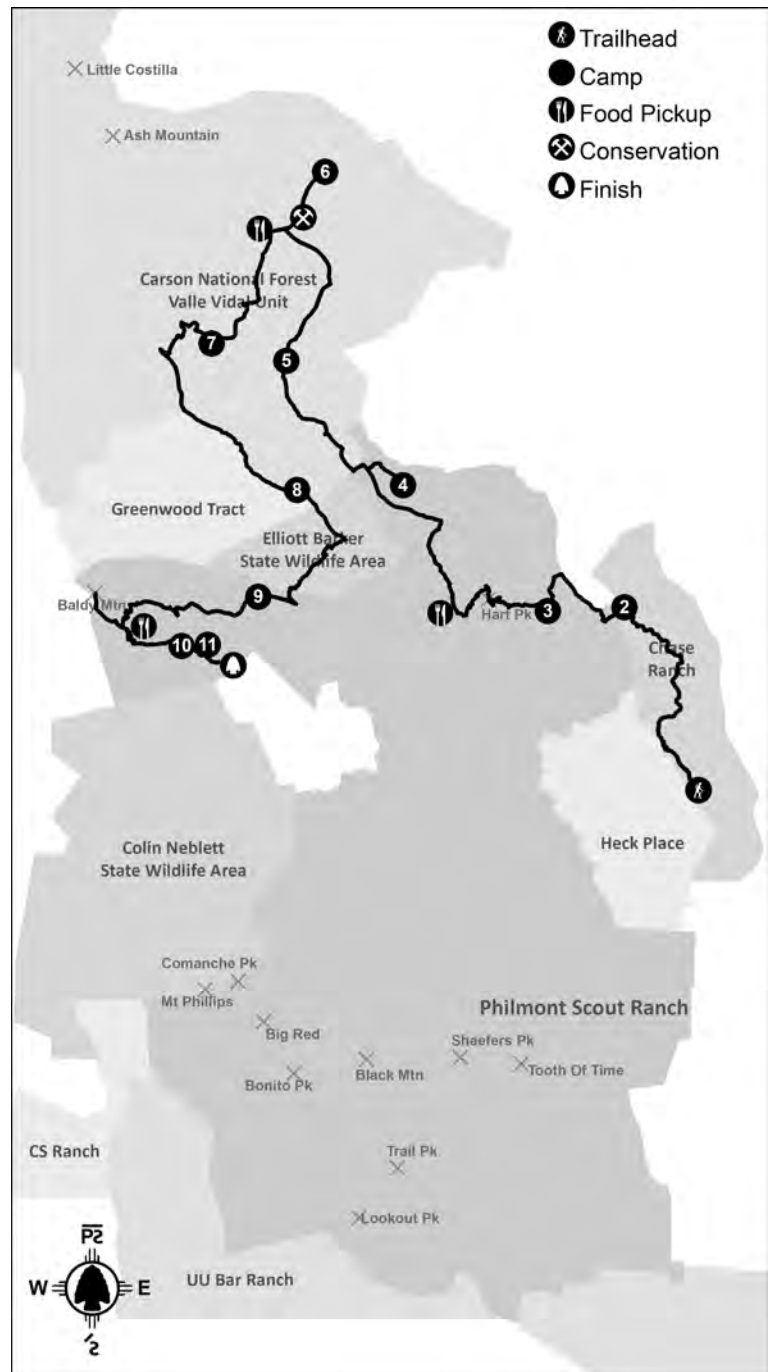 Trailhead
Camp
Food Pickup
Conservation
Finish
Little Costilla
Ash Mountain
6
Carson National Forest
Valle Vidal Unit
7
5
8
4
Greenwood Tract
Elliott Barker
State Wildlife Area
Baldy Mtn
9
Hart Pk
3
2
10
11
Chase
Ranch
Heck Place
Colin Neblett
State Wildlife Area
Comanche Pk
Mt Phillips
Big Red
Bonito Pk
Black Mtn
Shaefers Pk
Tooth Of Time
Philmont Scout Ranch
Trail Pk
Lookout Pk
CS Ranch
UU Bar Ranch
W
E